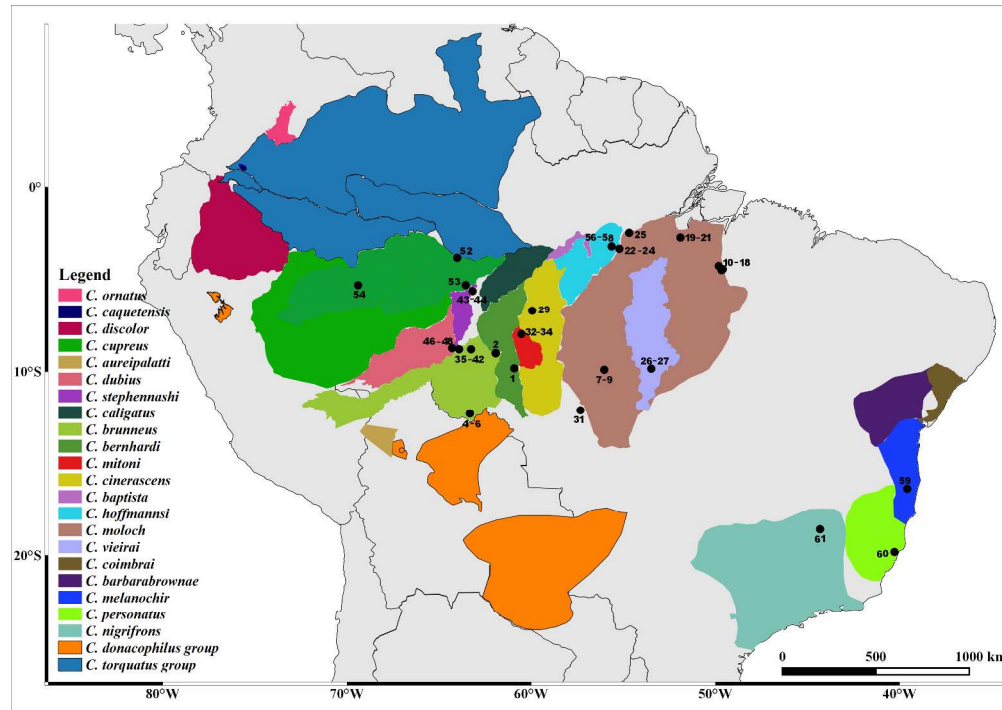 0°
10°S
20°S
80°W
70°W
60°W
50°W
40°W
Legend
C. ornatus
C. caquetensis
C. discolor
C. cupreus
C. aureipalatti
C. dubius
C. stephennashi
C. caligatus
C. brunneus
C. bernhardi
C. mitoni
C. cinerascens
C. baptista
C. hoffmannsi
C. moloch
C. vieirai
C. coimbrai
C. barbarabrownae
C. melanochir
C. personatus
C. nigrifrons
C. donacophilus group
C. torquatus group
52
53
54
43-44
46-48
35-42
2
1
4-6
29
32-34
56-58
25
22-24
19-21
10-18
26-27
7-9
31
59
60
61
0 500 1000 km